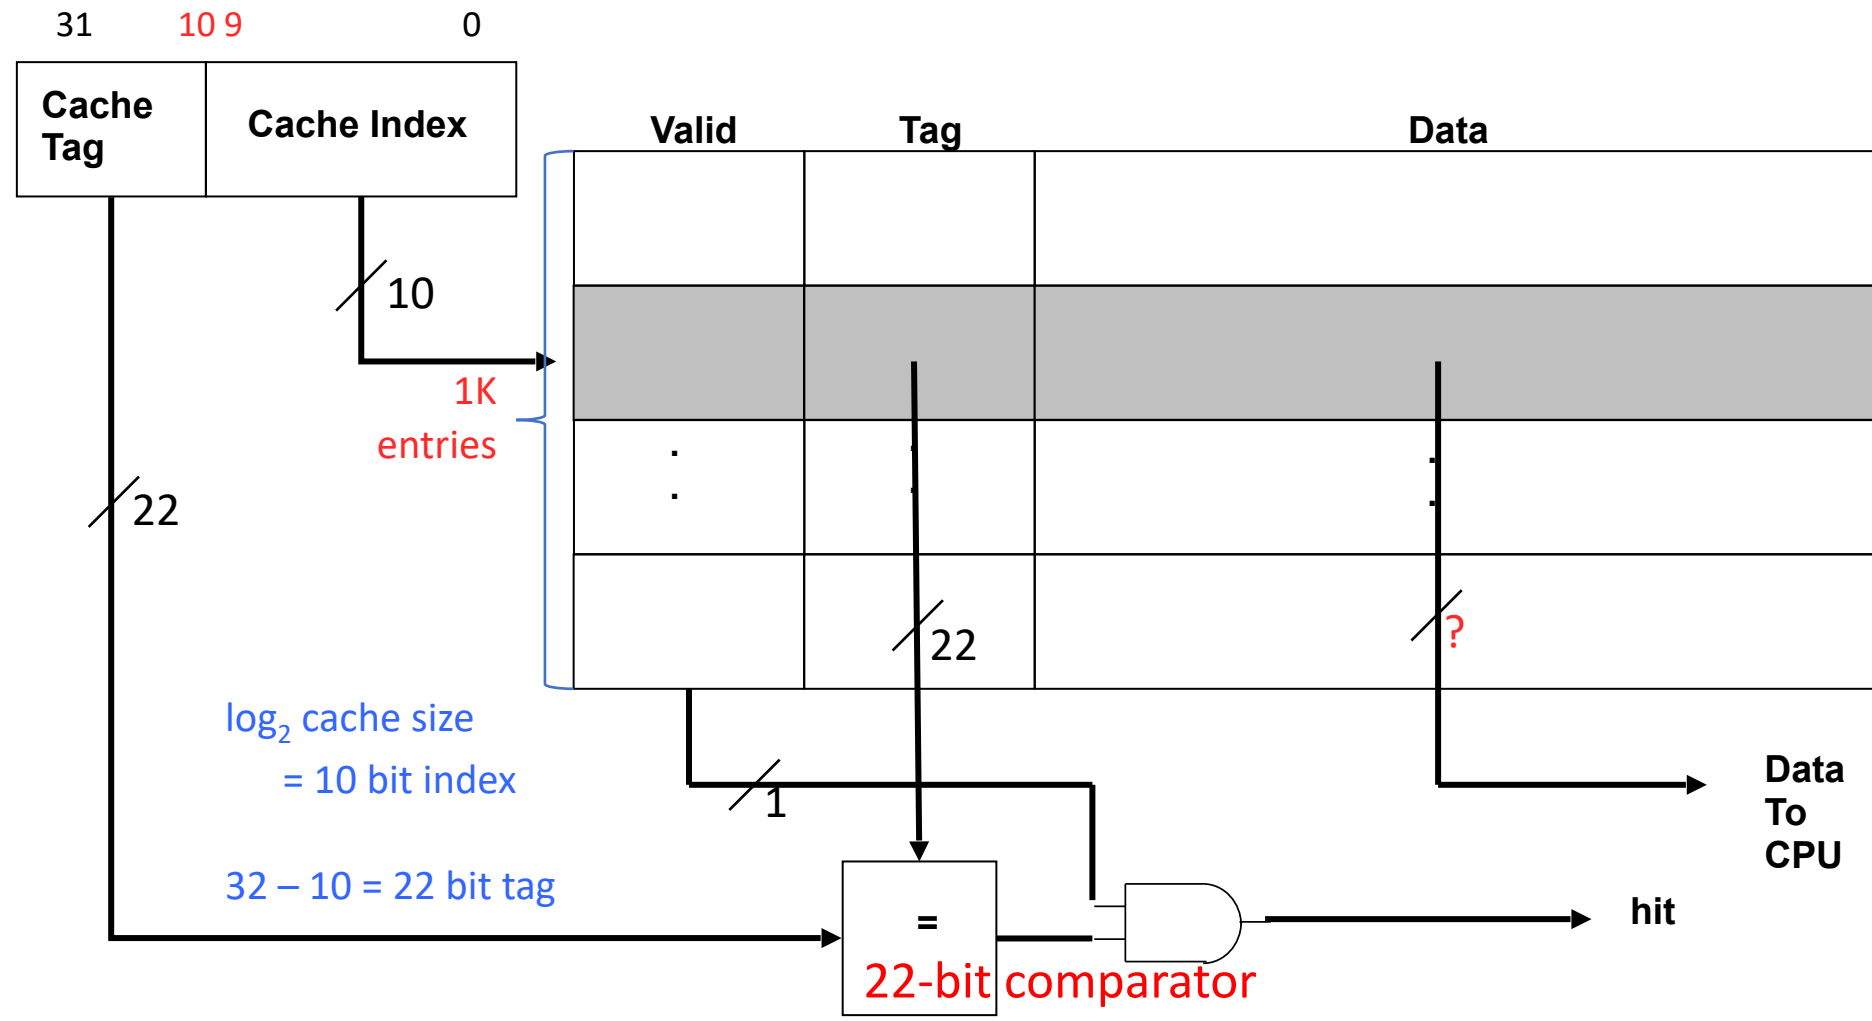 31 10 9 0
Cache
Tag
Cache Index
Valid Tag Data
10
1K
entries
22
.
.
.
.
.
.
22
?
log₂ cache size
= 10 bit index
1
Data
To
CPU
32 – 10 = 22 bit tag
=
hit
22-bit comparator